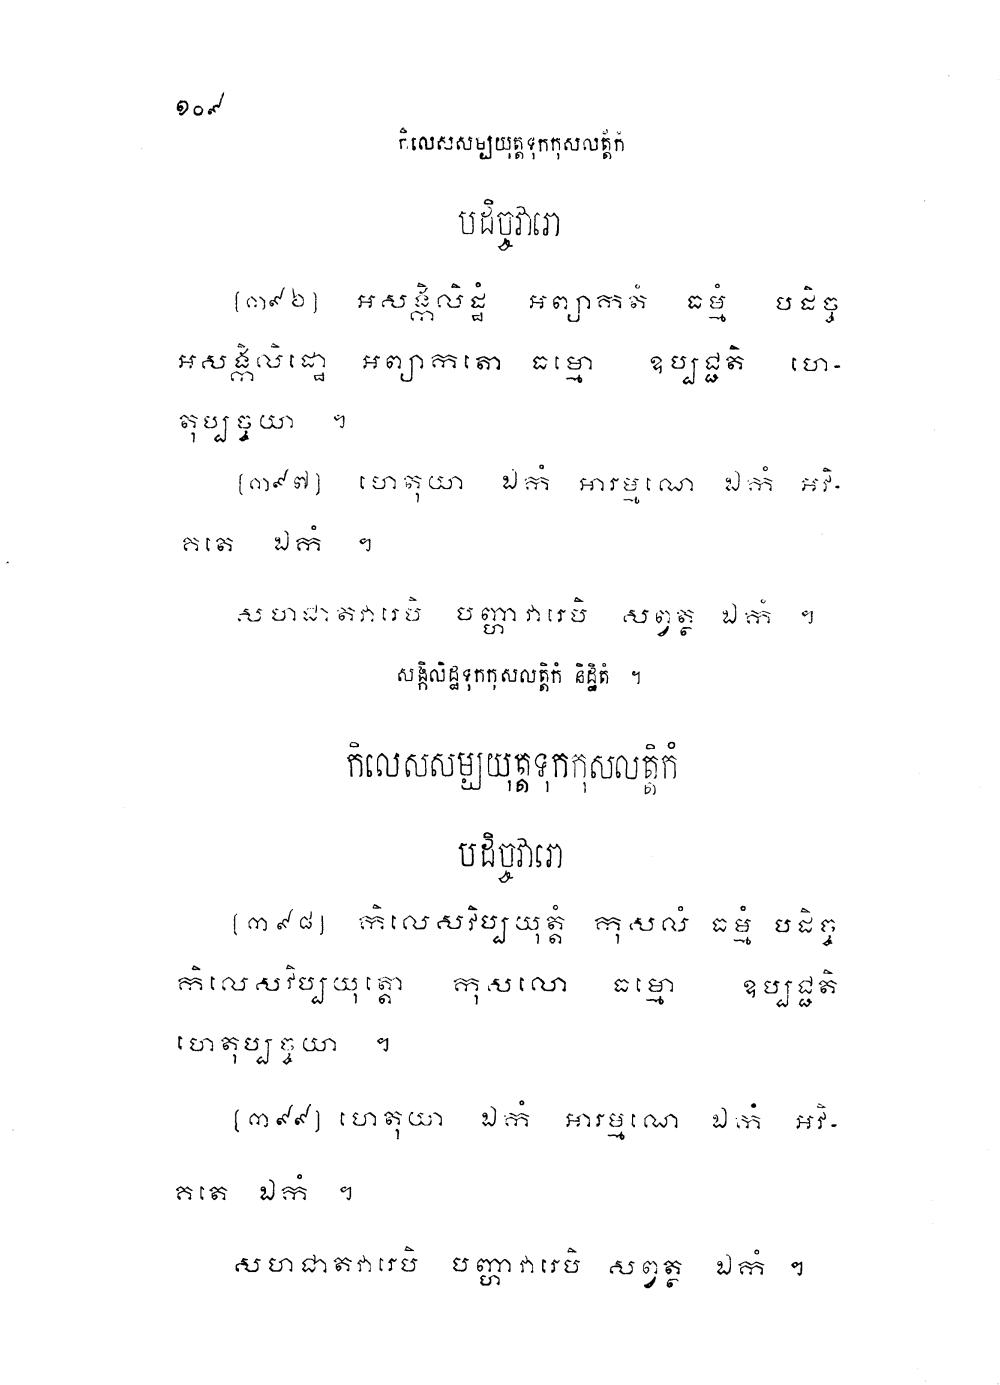 ១០៩
កិលេសសម្បយុត្តទុកកុសលត្តិកំ
បដិច្ចវារោ
[៣៩៦] អសង្កិលិដ្ឋំ អព្យាកតំ ធម្មំ បដិច្ច
អសង្កិលិដ្ឋោ អព្យាកតោ ធម្មោ ឧប្បជ្ជតិ ហេ-
តុប្បច្ចយា ។
[៣៩៧] ហេតុយា ឯកំ អារម្មណេ ឯកំ អវិ-
គតេ ឯកំ ។
សហជាតវារេបិ បញ្ហាវារេបិ សព្វត្ថ ឯកំ ។
សង្កិលិដ្ឋទុកកុសលត្តិកំ និដ្ឋិតំ ។
កិលេសសម្បយុត្តទុកកុសលត្តិកំ
បដិច្ចវារោ
[៣៩៨] កិលេសវិប្បយុត្តំ កុសលំ ធម្មំ បដិច្ច
កិលេសវិប្បយុត្តោ កុសលោ ធម្មោ ឧប្បជ្ជតិ
ហេតុប្បច្ចយា ។
[៣៩៩] ហេតុយា ឯកំ អារម្មណេ ឯកំ អវិ-
គតេ ឯកំ ។
សហជាតវារេបិ បញ្ហាវារេបិ សព្វត្ថ ឯកំ ។